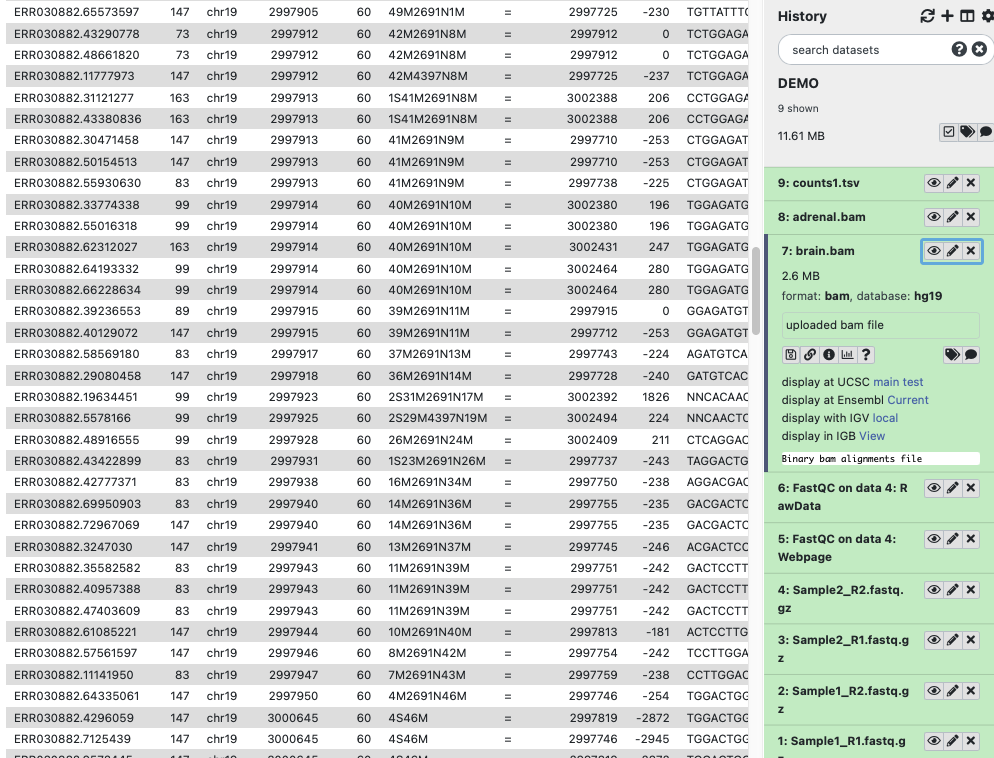 ERR030882.65573597 147 chr19 2997905 60 49M2691N1M = 2997725 -230 TGTTATTTC
ERR030882.43290778 73 chr19 2997912 60 42M2691N8M = 2997912 0 TCTGGAGA
ERR030882.48661820 73 chr19 2997912 60 42M2691N8M = 2997912 0 TCTGGAGA
ERR030882.11777973 147 chr19 2997912 60 42M4397N8M = 2997725 -237 TCTGGAGA
ERR030882.31121277 163 chr19 2997913 60 1S41M2691N8M = 3002388 206 CCTGGAGA
ERR030882.43380836 163 chr19 2997913 60 1S41M2691N8M = 3002388 206 CCTGGAGA
ERR030882.30471458 147 chr19 2997913 60 41M2691N9M = 2997710 -253 CTGGAGAT
ERR030882.50154513 147 chr19 2997913 60 41M2691N9M = 2997710 -253 CTGGAGAT
ERR030882.55930630 83 chr19 2997913 60 41M2691N9M = 2997738 -225 CTGGAGAT
ERR030882.33774338 99 chr19 2997914 60 40M2691N10M = 3002380 196 TGGAGATG
ERR030882.55016318 99 chr19 2997914 60 40M2691N10M = 3002380 196 TGGAGATG
ERR030882.62312027 163 chr19 2997914 60 40M2691N10M = 3002431 247 TGGAGATG
ERR030882.64193332 99 chr19 2997914 60 40M2691N10M = 3002464 280 TGGAGATG
ERR030882.66228634 99 chr19 2997914 60 40M2691N10M = 3002464 280 TGGAGATG
ERR030882.39236553 89 chr19 2997915 60 39M2691N11M = 2997915 0 GGAGATGT
ERR030882.40129072 147 chr19 2997915 60 39M2691N11M = 2997712 -253 GGAGATGT
ERR030882.58569180 83 chr19 2997917 60 37M2691N13M = 2997743 -224 AGATGTCA
ERR030882.29080458 147 chr19 2997918 60 36M2691N14M = 2997728 -240 GATGTCAC
ERR030882.19634451 99 chr19 2997923 60 2S31M2691N17M = 3002392 1826 NNCACAAC
ERR030882.5578166 99 chr19 2997925 60 2S29M4397N19M = 3002494 224 NNCAACTC
ERR030882.48916555 99 chr19 2997928 60 26M2691N24M = 3002409 211 CTCAGGAC
ERR030882.43422899 83 chr19 2997931 60 1S23M2691N26M = 2997737 -243 TAGGACTG
ERR030882.42777371 83 chr19 2997938 60 16M2691N34M = 2997750 -238 AGGACGAC
ERR030882.69950903 83 chr19 2997940 60 14M2691N36M = 2997755 -235 GACGACTC
ERR030882.72967069 147 chr19 2997940 60 14M2691N36M = 2997755 -235 GACGACTC
ERR030882.3247030 147 chr19 2997941 60 13M2691N37M = 2997745 -246 ACGACTCC
ERR030882.35582582 83 chr19 2997943 60 11M2691N39M = 2997751 -242 GACTCCTT
ERR030882.40957388 83 chr19 2997943 60 11M2691N39M = 2997751 -242 GACTCCTT
ERR030882.47403609 83 chr19 2997943 60 11M2691N39M = 2997751 -242 GACTCCTT
ERR030882.61085221 147 chr19 2997944 60 10M2691N40M = 2997813 -181 ACTCCTTG
ERR030882.57561597 147 chr19 2997946 60 8M2691N42M = 2997754 -242 TCCTTGGA
ERR030882.11141950 83 chr19 2997947 60 7M2691N43M = 2997759 -238 CCTTGGAC
ERR030882.64335061 147 chr19 2997950 60 4M2691N46M = 2997746 -254 TGGACTGG
ERR030882.4296059 147 chr19 3000645 60 4S46M = 2997819 -2872 TGGACTGG
ERR030882.7125439 147 chr19 3000645 60 4S46M = 2997746 -2945 TGGACTGG
History
search datasets
DEMO
9 shown
11.61 MB
9: counts1.tsv
8: adrenal.bam
7: brain.bam
2.6 MB
format: bam, database: hg19
uploaded bam file
display at UCSC main test
display at Ensembl Current
display with IGV local
display in IGB View
Binary bam alignments file
6: FastQC on data 4: R
awData
5: FastQC on data 4:
Webpage
4: Sample2_R2.fastq.
gz
3: Sample2_R1.fastq.g
z
2: Sample1_R2.fastq.g
z
1: Sample1_R1.fastq.g